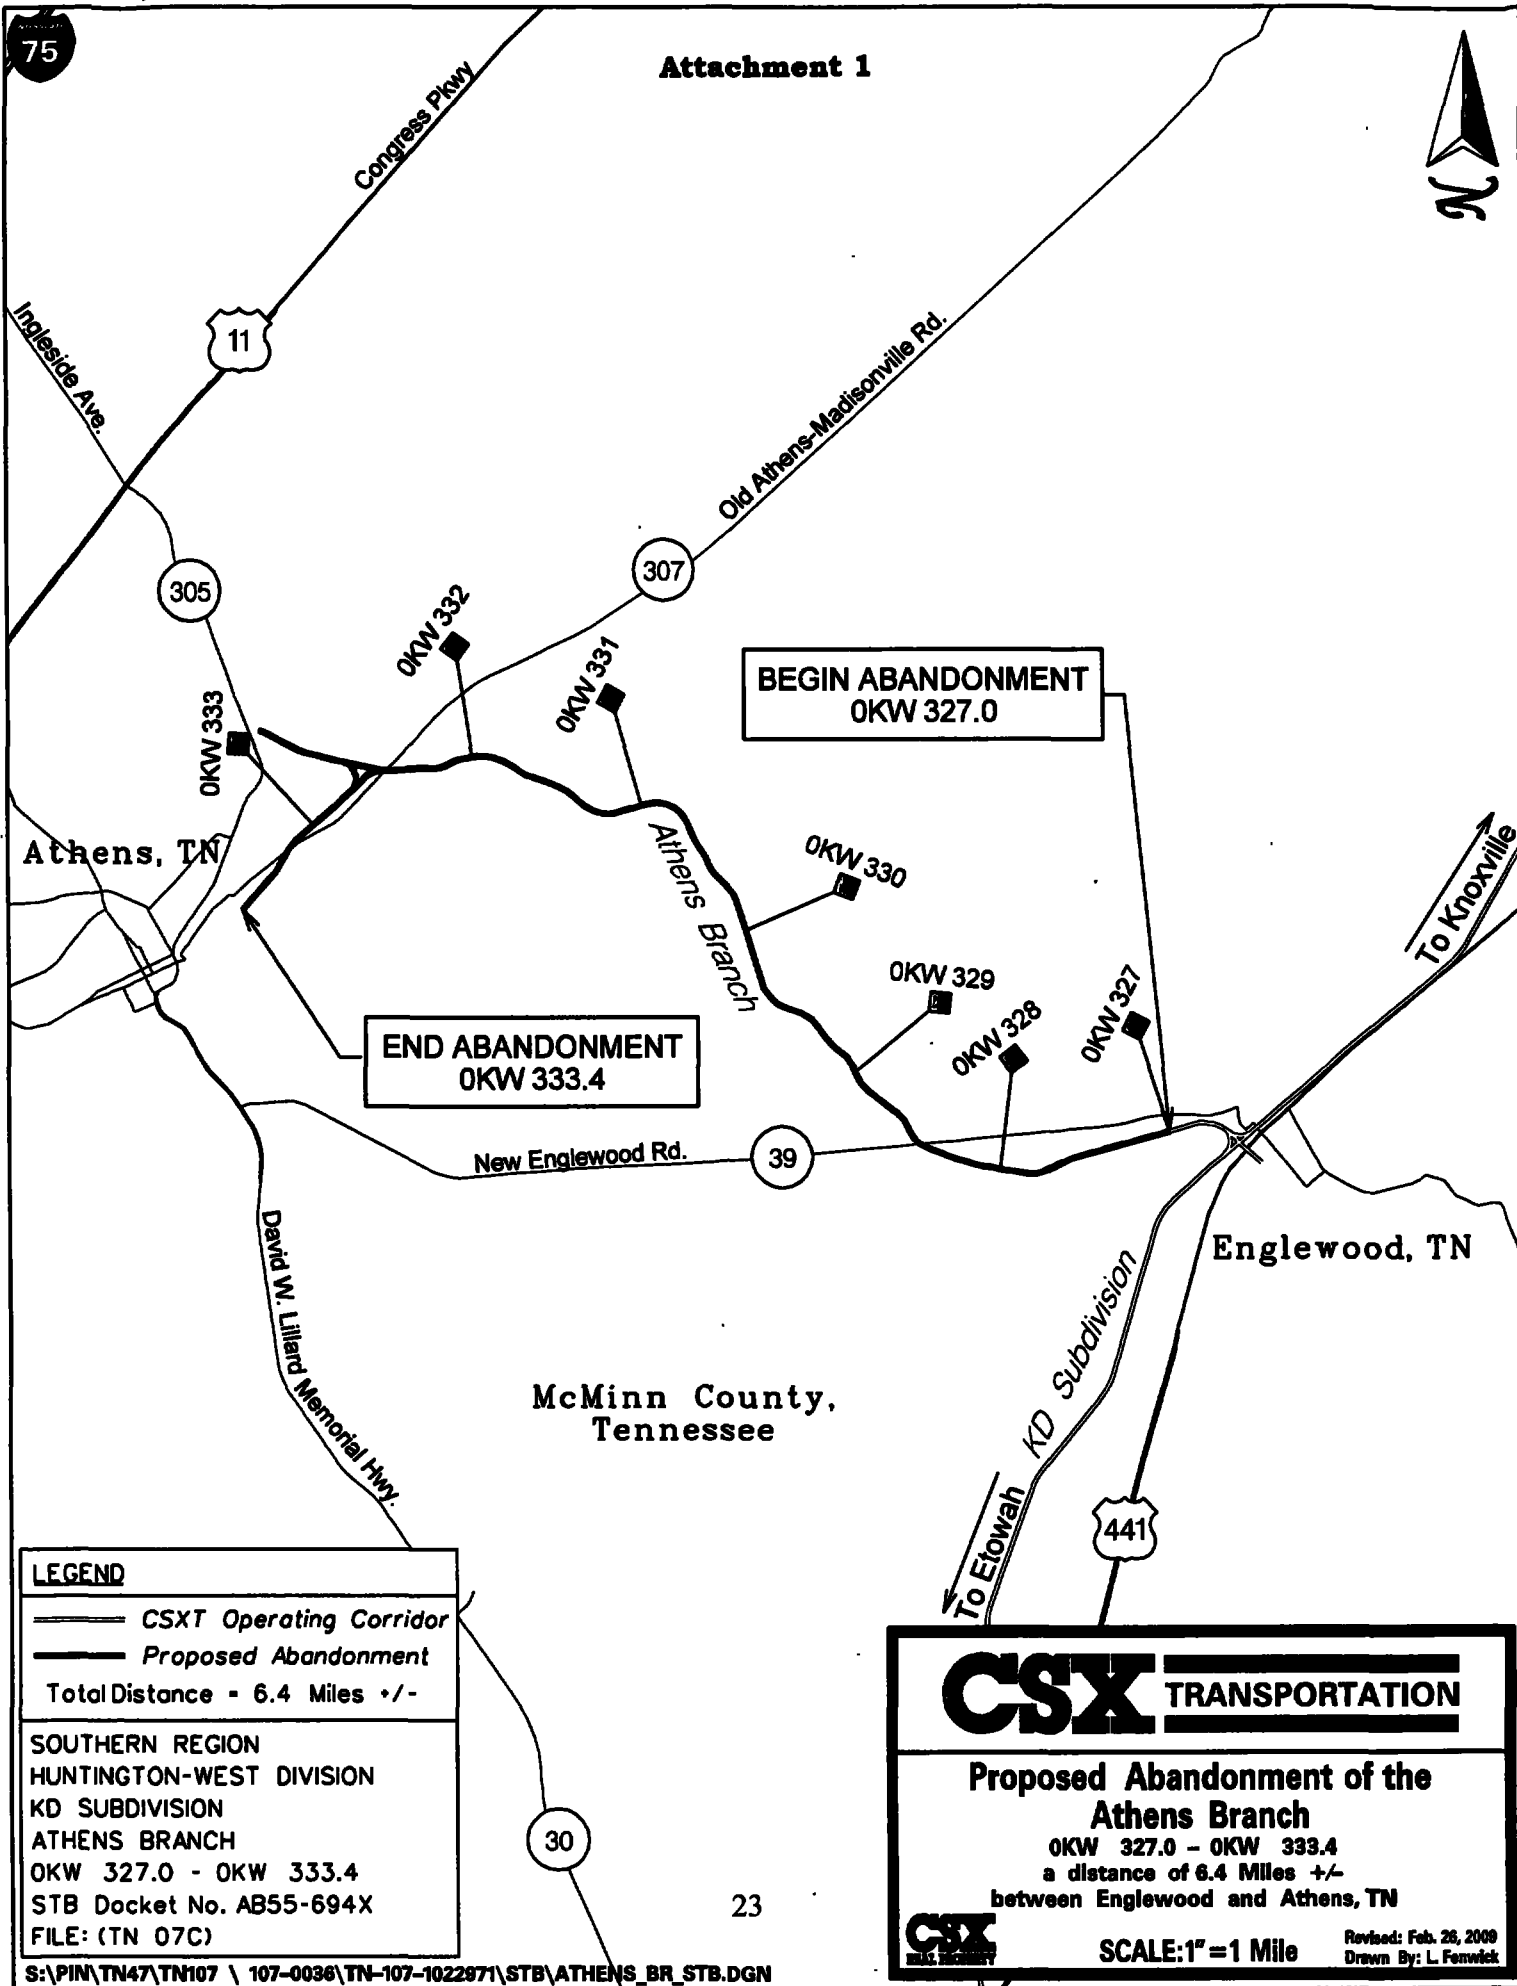 75
Attachment 1
Congress Pkwy
N
11
Ingleside Ave.
Old Athens-Madisonville Rd.
307
305
0KW 332
0KW 331
0KW 333
BEGIN ABANDONMENT
0KW 327.0
Athens, TN
Athens Branch
0KW 330
To Knoxville
0KW 329
0KW 328
0KW 327
END ABANDONMENT
0KW 333.4
New Englewood Rd.
39
Englewood, TN
David W. Lillard Memorial Hwy.
KD Subdivision
McMinn County,
Tennessee
441
To Etowah
30
LEGEND
CSXT Operating Corridor
Proposed Abandonment
Total Distance = 6.4 Miles +/-
SOUTHERN REGION
HUNTINGTON-WEST DIVISION
KD SUBDIVISION
ATHENS BRANCH
0KW 327.0 - 0KW 333.4
STB Docket No. AB55-694X
FILE: (TN 07C)
23
CSX TRANSPORTATION
Proposed Abandonment of the
Athens Branch
0KW 327.0 - 0KW 333.4
a distance of 6.4 Miles +/-
between Englewood and Athens, TN
CSX
REAL PROPERTY
SCALE:1"=1 Mile
Revised: Feb. 26, 2009
Drawn By: L. Fenwick
S:\PIN\TN47\TN107 \ 107-0036\TN-107-1022971\STB\ATHENS_BR_STB.DGN